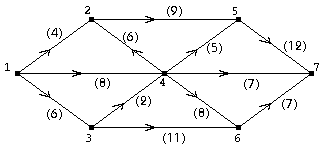 2 (9) 5
(4) (6) (5) (12)
1 (8) 4 (7) 7
(6) (2) (8) (7)
3 (11) 6